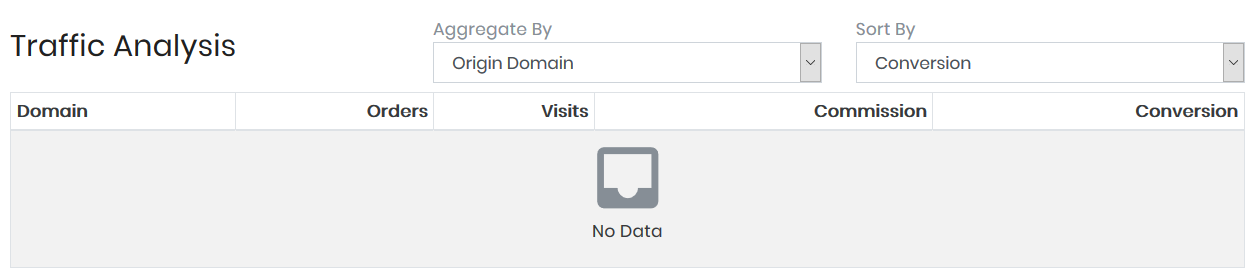 Traffic Analysis
Aggregate By
Origin Domain
Sort By
Conversion
Domain Orders Visits Commission Conversion
No Data